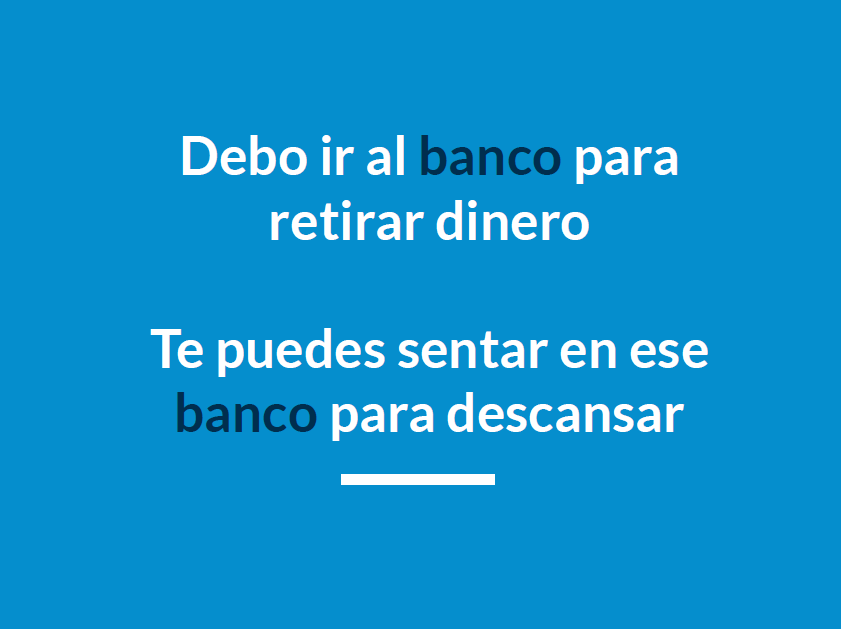 Debo ir al banco para
retirar dinero
Te puedes sentar en ese
banco para descansar